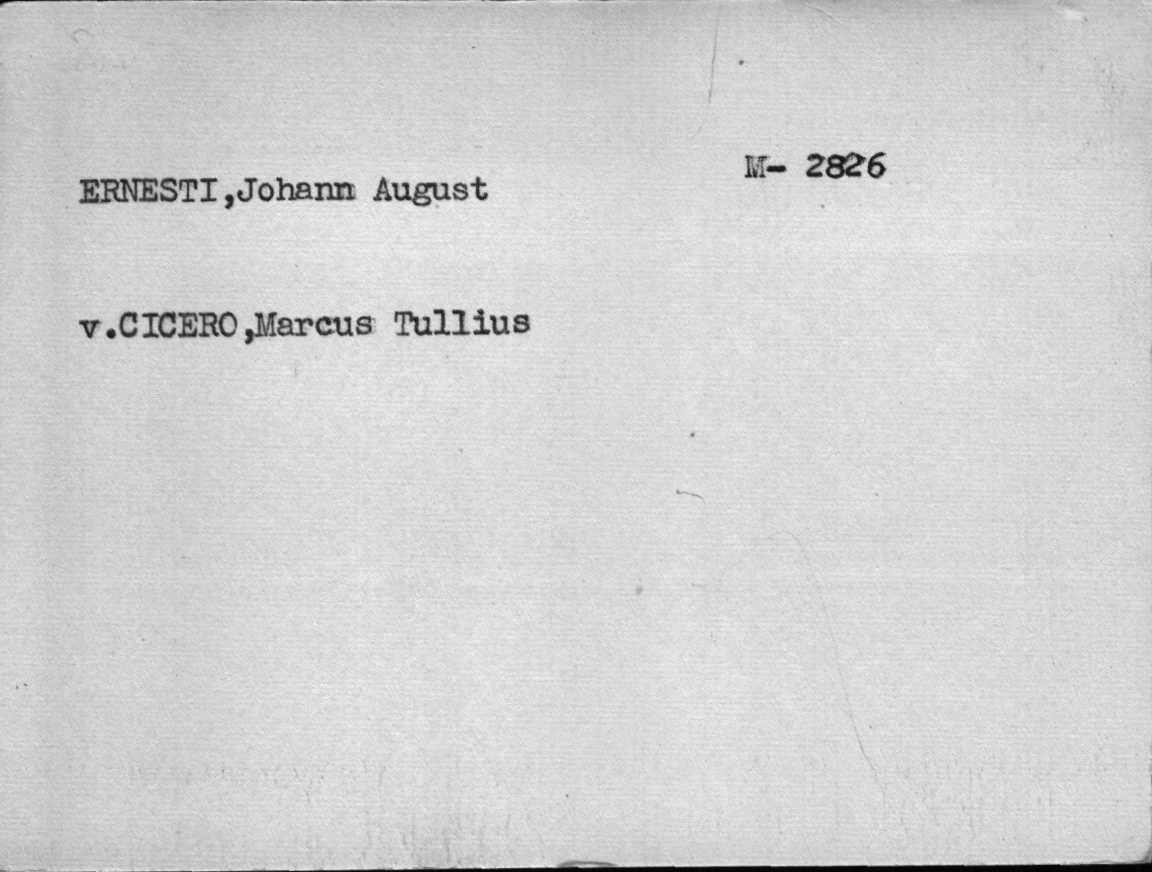 M- 2826
ERNESTI,Johann August
v.CICERO,Marcus Tullius